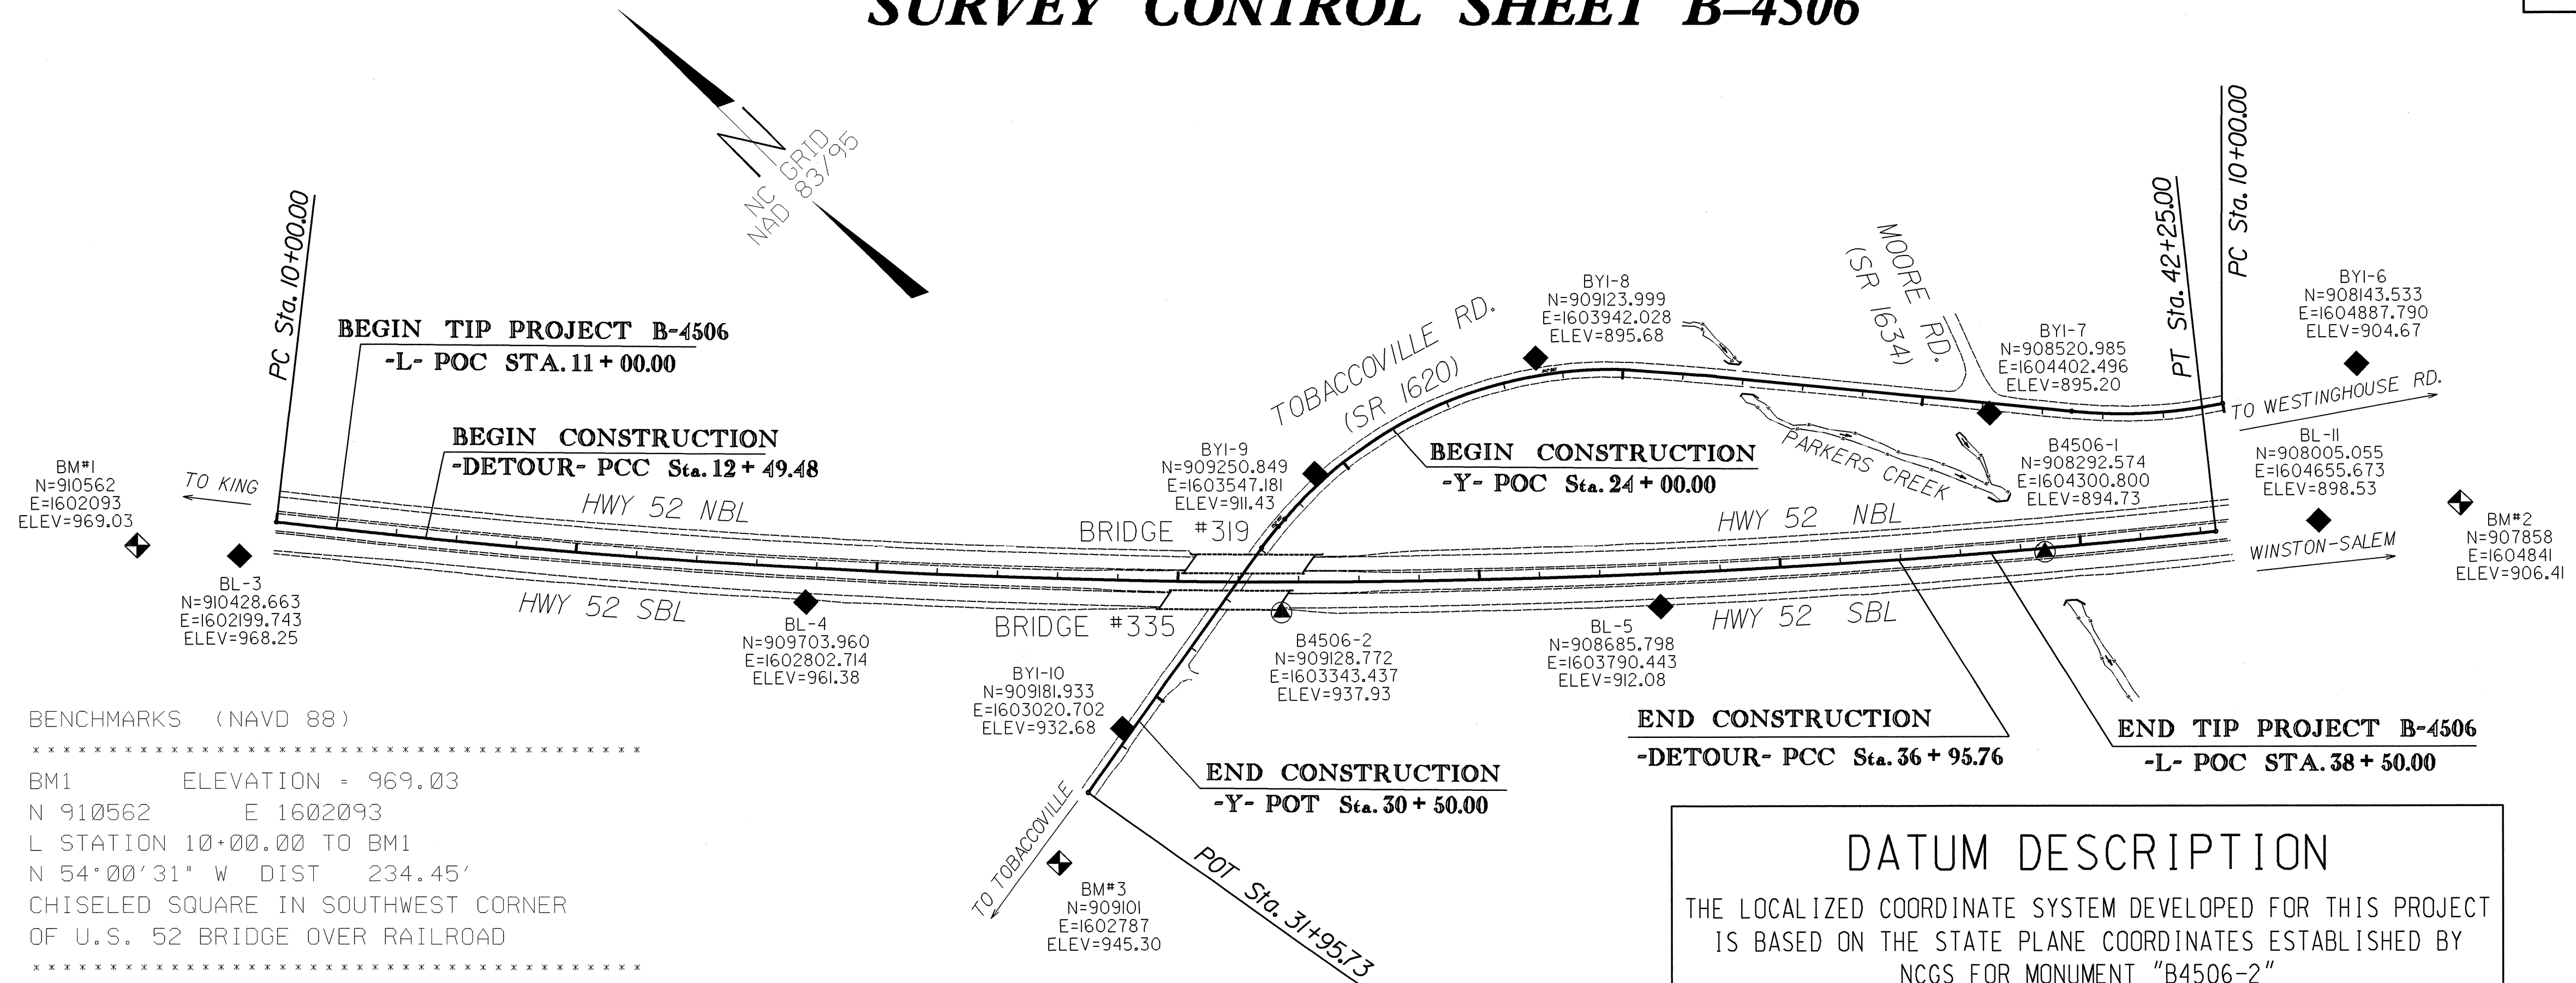 SURVEY CONTROL SHEET B-4506
NC GRID
NAD 83/95
PC Sta. 10+00.00
BEGIN TIP PROJECT B-4506
-L- POC STA. 11 + 00.00
BEGIN CONSTRUCTION
-DETOUR- PCC Sta. 12 + 49.48
BM#1
N=910562
E=1602093
ELEV=969.03
TO KING
BL-3
N=910428.663
E=1602199.743
ELEV=968.25
HWY 52 NBL
HWY 52 SBL
BL-4
N=909703.960
E=1602802.714
ELEV=961.38
BRIDGE #319
BRIDGE #335
BY1-9
N=909250.849
E=1603547.181
ELEV=911.43
TOBACCOVILLE RD.
(SR 1620)
BY1-8
N=909123.999
E=1603942.028
ELEV=895.68
BEGIN CONSTRUCTION
-Y- POC Sta. 24 + 00.00
MOORE RD.
(SR 1634)
PARKERS CREEK
BY1-7
N=908520.985
E=1604402.496
ELEV=895.20
B4506-1
N=908292.574
E=1604300.800
ELEV=894.73
PT Sta. 42+25.00
PC Sta. 10+00.00
BY1-6
N=908143.533
E=1604887.790
ELEV=904.67
TO WESTINGHOUSE RD.
BL-11
N=908005.055
E=1604655.673
ELEV=898.53
BM#2
N=907858
E=1604841
ELEV=906.41
WINSTON-SALEM
HWY 52 NBL
HWY 52 SBL
B4506-2
N=909128.772
E=1603343.437
ELEV=937.93
BL-5
N=908685.798
E=1603790.443
ELEV=912.08
BY1-10
N=909181.933
E=1603020.702
ELEV=932.68
END CONSTRUCTION
-Y- POT Sta. 30 + 50.00
END CONSTRUCTION
-DETOUR- PCC Sta. 36 + 95.76
END TIP PROJECT B-4506
-L- POC STA. 38 + 50.00
TO TOBACCOVILLE
BM#3
N=909101
E=1602787
ELEV=945.30
POT Sta. 31+95.73
BENCHMARKS (NAVD 88)
* * * * * * * * * * * * * * * * * * * * * * * * * * * * * * * * * * * * * * * *
BM1 ELEVATION = 969.03
N 910562 E 1602093
L STATION 10+00.00 TO BM1
N 54°00'31" W DIST 234.45'
CHISELED SQUARE IN SOUTHWEST CORNER
OF U.S. 52 BRIDGE OVER RAILROAD
* * * * * * * * * * * * * * * * * * * * * * * * * * * * * * * * * * * * * * * *
DATUM DESCRIPTION
THE LOCALIZED COORDINATE SYSTEM DEVELOPED FOR THIS PROJECT
IS BASED ON THE STATE PLANE COORDINATES ESTABLISHED BY
NCGS FOR MONUMENT "B4506-2"